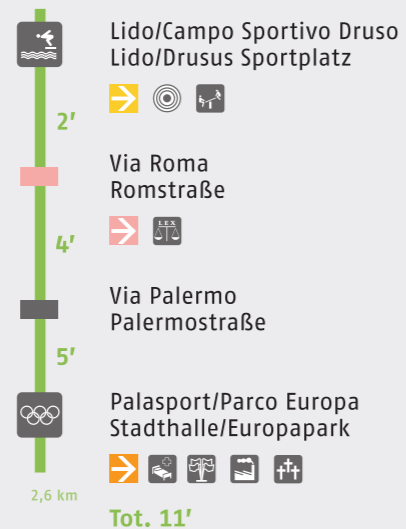 Lido/Campo Sportivo Druso
Lido/Drusus Sportplatz
2'
Via Roma
Romstraße
LEX
4'
Via Palermo
Palermostraße
5'
Palasport/Parco Europa
Stadthalle/Europapark
2,6 km
Tot. 11'